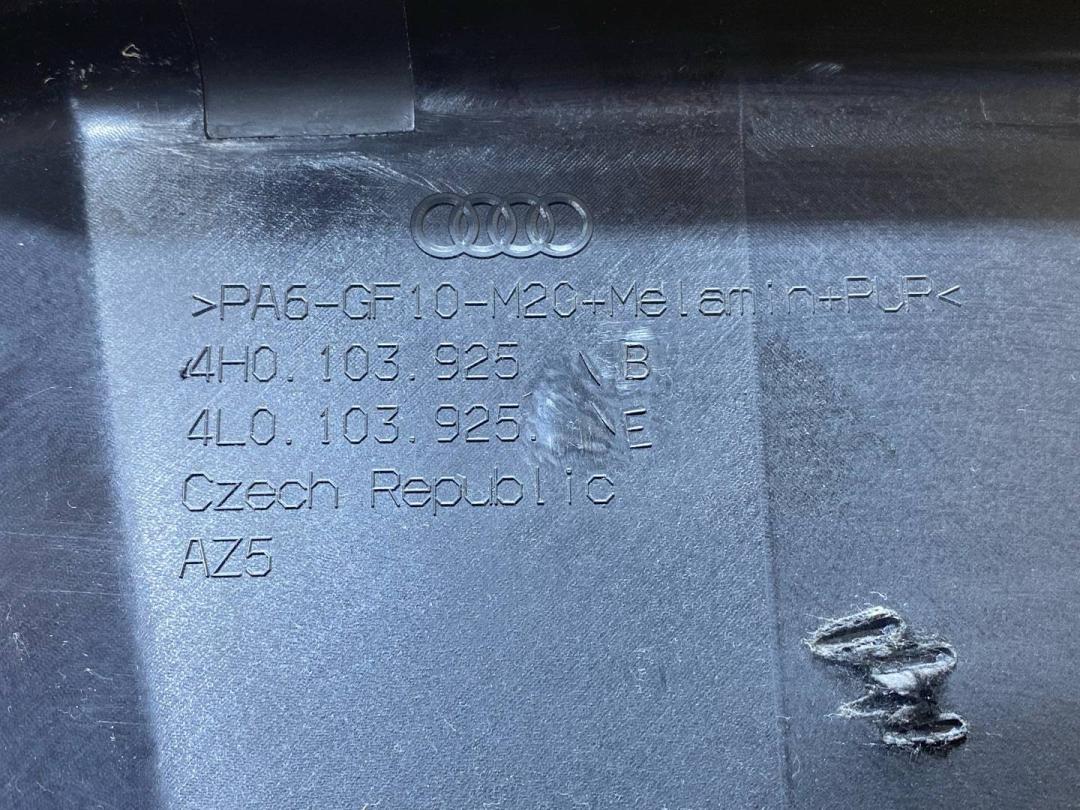 >PA6-GF10-M20+Melamin+PUR<
4H0.103.925 B
4L0.103.925. E
Czech Republic
AZ5